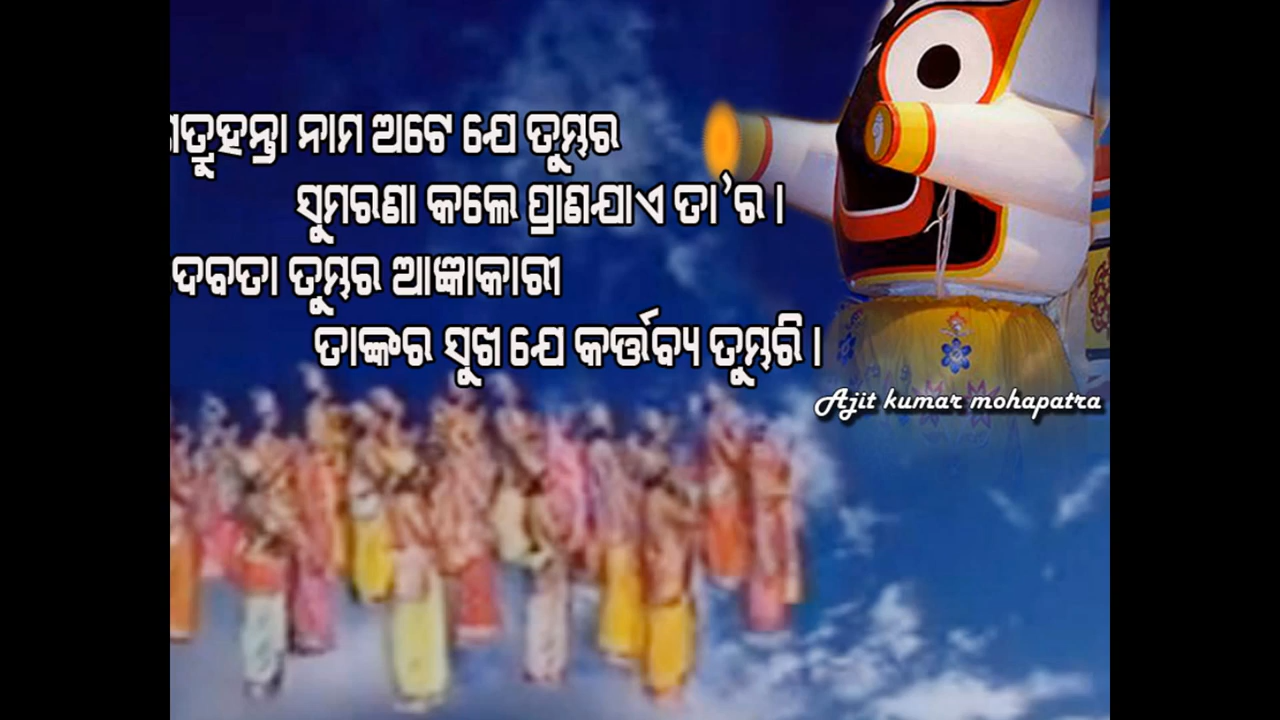 ନାମ ଅଟେ ଯେ ତୁମ୍ଭର
ସୁମରଣା କଲେ ପ୍ରାଣଯାଏ ତା’ର ।
ତୁମ୍ଭର ଆଜ୍ଞାକାରୀ
ତାଙ୍କର ସୁଖ ଯେ କର୍ତ୍ତବ୍ୟ ତୁମ୍ଭରି ।
Ajit kumar mohapatra